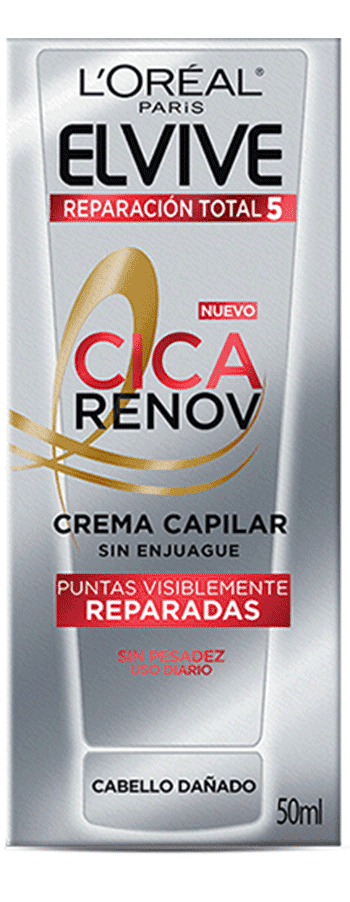 L'ORÉAL®
PARIS
ELVIVE
REPARACIÓN TOTAL 5
NUEVO
CICA
RENOV
CREMA CAPILAR
SIN ENJUAGUE
PUNTAS VISIBLEMENTE
REPARADAS
SIN PESADEZ
USO DIARIO
CABELLO DAÑADO
50ml